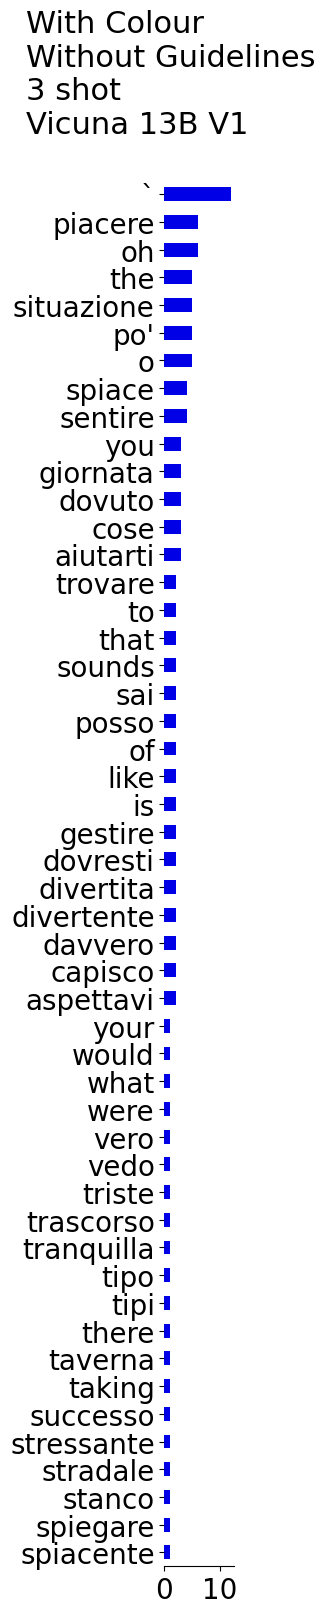 With Colour
Without Guidelines
3 shot
Vicuna 13B V1
`
piacere
oh
the
situazione
po'
o
spiace
sentire
you
giornata
dovuto
cose
aiutarti
trovare
to
that
sounds
sai
posso
of
like
is
gestire
dovresti
divertita
divertente
davvero
capisco
aspettavi
your
would
what
were
vero
vedo
triste
trascorso
tranquilla
tipo
tipi
there
taverna
taking
successo
stressante
stradale
stanco
spiegare
spiacente
0 10